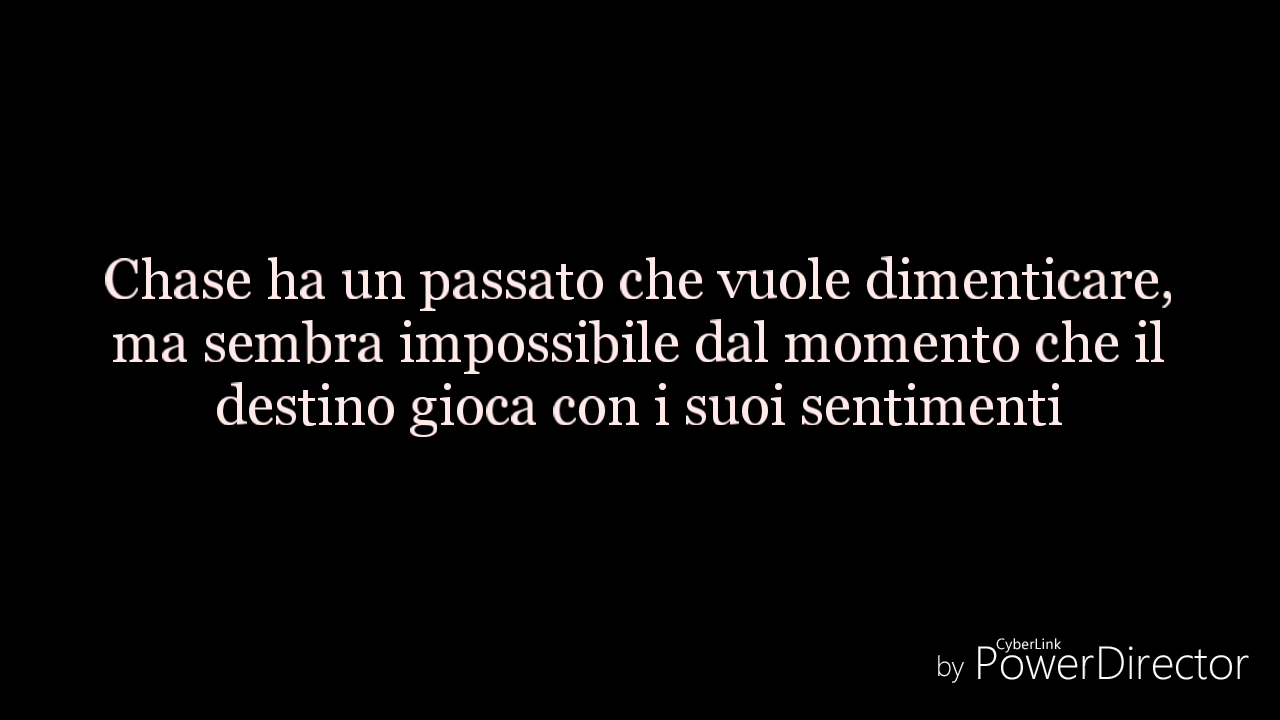 Chase ha un passato che vuole dimenticare,
ma sembra impossibile dal momento che il
destino gioca con i suoi sentimenti
CyberLink
by PowerDirector